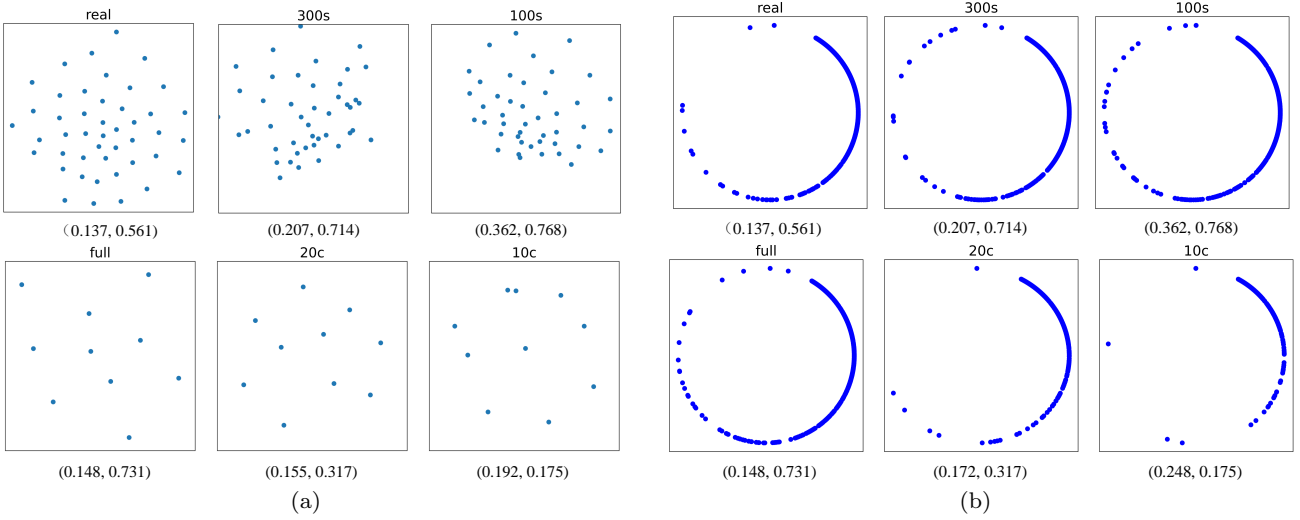 real 300s 100s
real 300s 100s
（0.137, 0.561) (0.207, 0.714) (0.362, 0.768)
（0.137, 0.561) (0.207, 0.714) (0.362, 0.768)
full 20c 10c
full 20c 10c
(0.148, 0.731) (0.155, 0.317) (0.192, 0.175)
(0.148, 0.731) (0.172, 0.317) (0.248, 0.175)
(a)
(b)